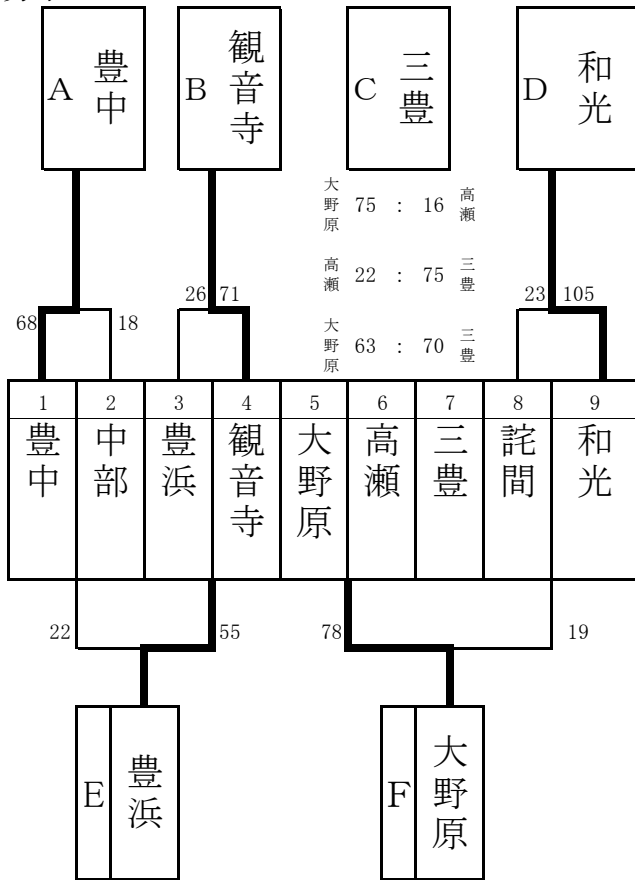 A 豊中
B 観音寺
C 三豊
D 和光
大野原 75 : 16 高瀬
高瀬 22 : 75 三豊
大野原 63 : 70 三豊
68 18
26 71
23 105
1 2 3 4 5 6 7 8 9
豊中 中部 豊浜 観音寺 大野原 高瀬 三豊 詫間 和光
22 55 78 19
E 豊浜
F 大野原